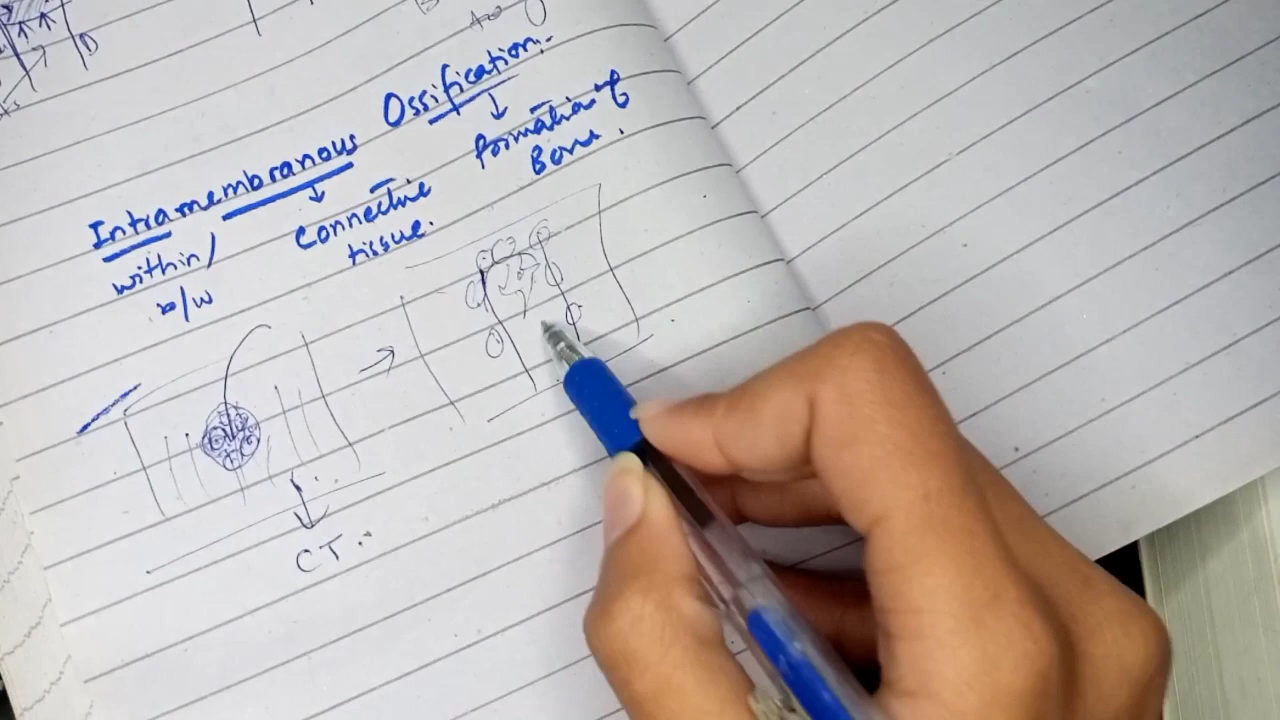 Intramembranous Ossification:-
within/
b/w
Connective
tissue.
formation of
Bone.
CT.
D